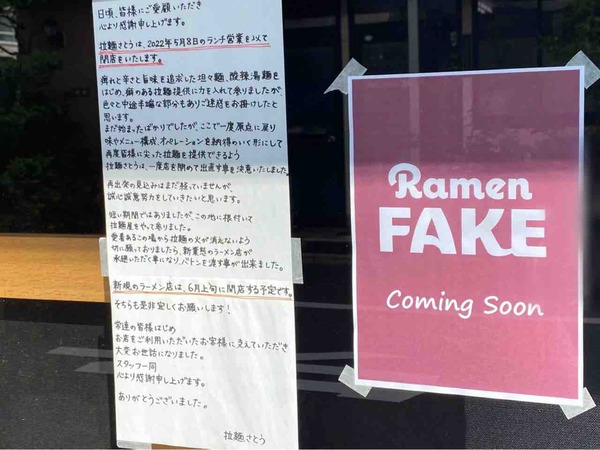 日頃、皆様にご愛顧いただき
心より感謝申し上げます。
拉麺さとうは、2022年5月8日のランチ営業を以て
閉店をいたします。
痺れと辛さと旨味を追求した坦々麺、酸辣湯麺を
はじめ、癖のある拉麺提供に力を入れて参りましたが、
色々と中途半端な部分もありご迷惑をお掛けしたと
思います。
まだ始まったばかりでしたが、ここで一度原点に戻り
味やメニュー構成、オペレーションを納得のいく形にして
再度皆様に尖った拉麺を提供できるよう
拉麺さとうは、一度店を閉めて出直す事を決意いたしました。
再出発の見込みはまだ経っていませんが、
誠心誠意努力をしていきたいと思います。
短い期間ではありましたが、この地に根付いて
拉麺屋をやって参りました。
愛着あるこの場から拉麺の火が消えないよう
切に願っておりましたら、新業態のラーメン店が
承継いただく事になり、バトンを渡す事が出来ました。
新規のラーメン店は、6月上旬に開店する予定です。
そちらも是非宜しくお願いします!
常連の皆様はじめ
お店をご利用いただいたお客様に支えていただき
大変お世話になりました。
スタッフ一同
心より感謝申し上げます。
ありがとうございました。
拉麺さとう
Ramen
FAKE
Coming Soon